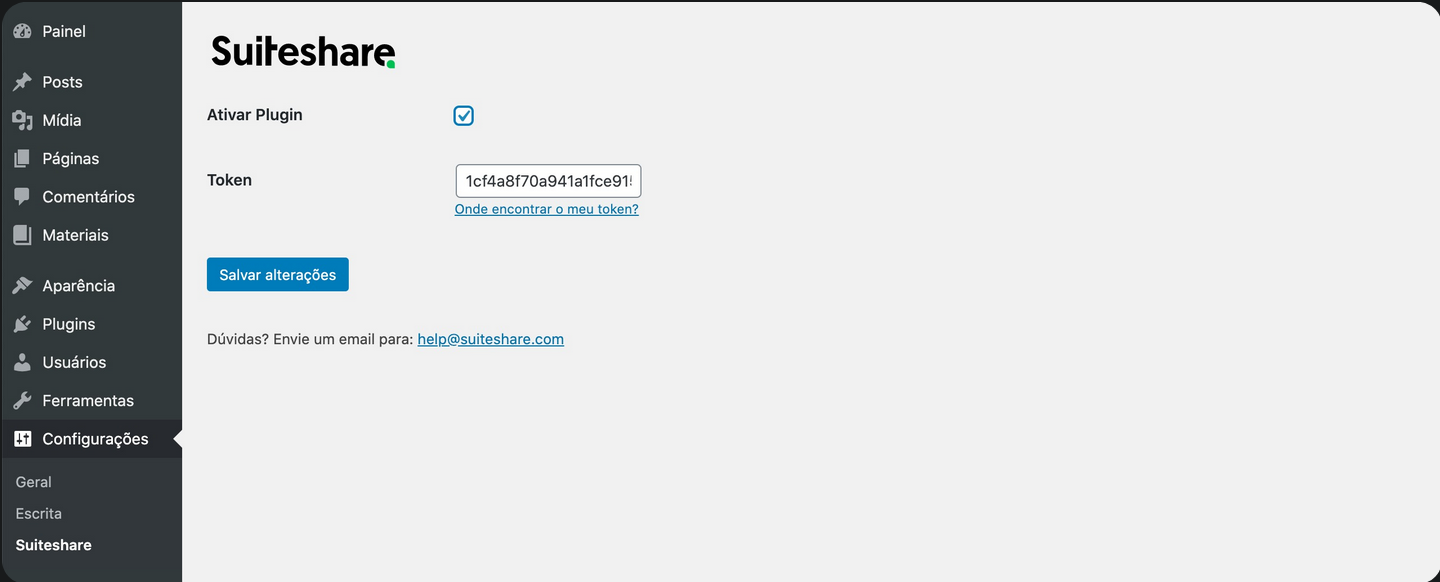 Painel
Posts
Mídia
Páginas
Comentários
Materiais
Aparência
Plugins
Usuários
Ferramentas
Configurações
Geral
Escrita
Suiteshare
Suiteshare
Ativar Plugin
Token
1cf4a8f70a941a1fce91
Onde encontrar o meu token?
Salvar alterações
Dúvidas? Envie um email para: help@suiteshare.com